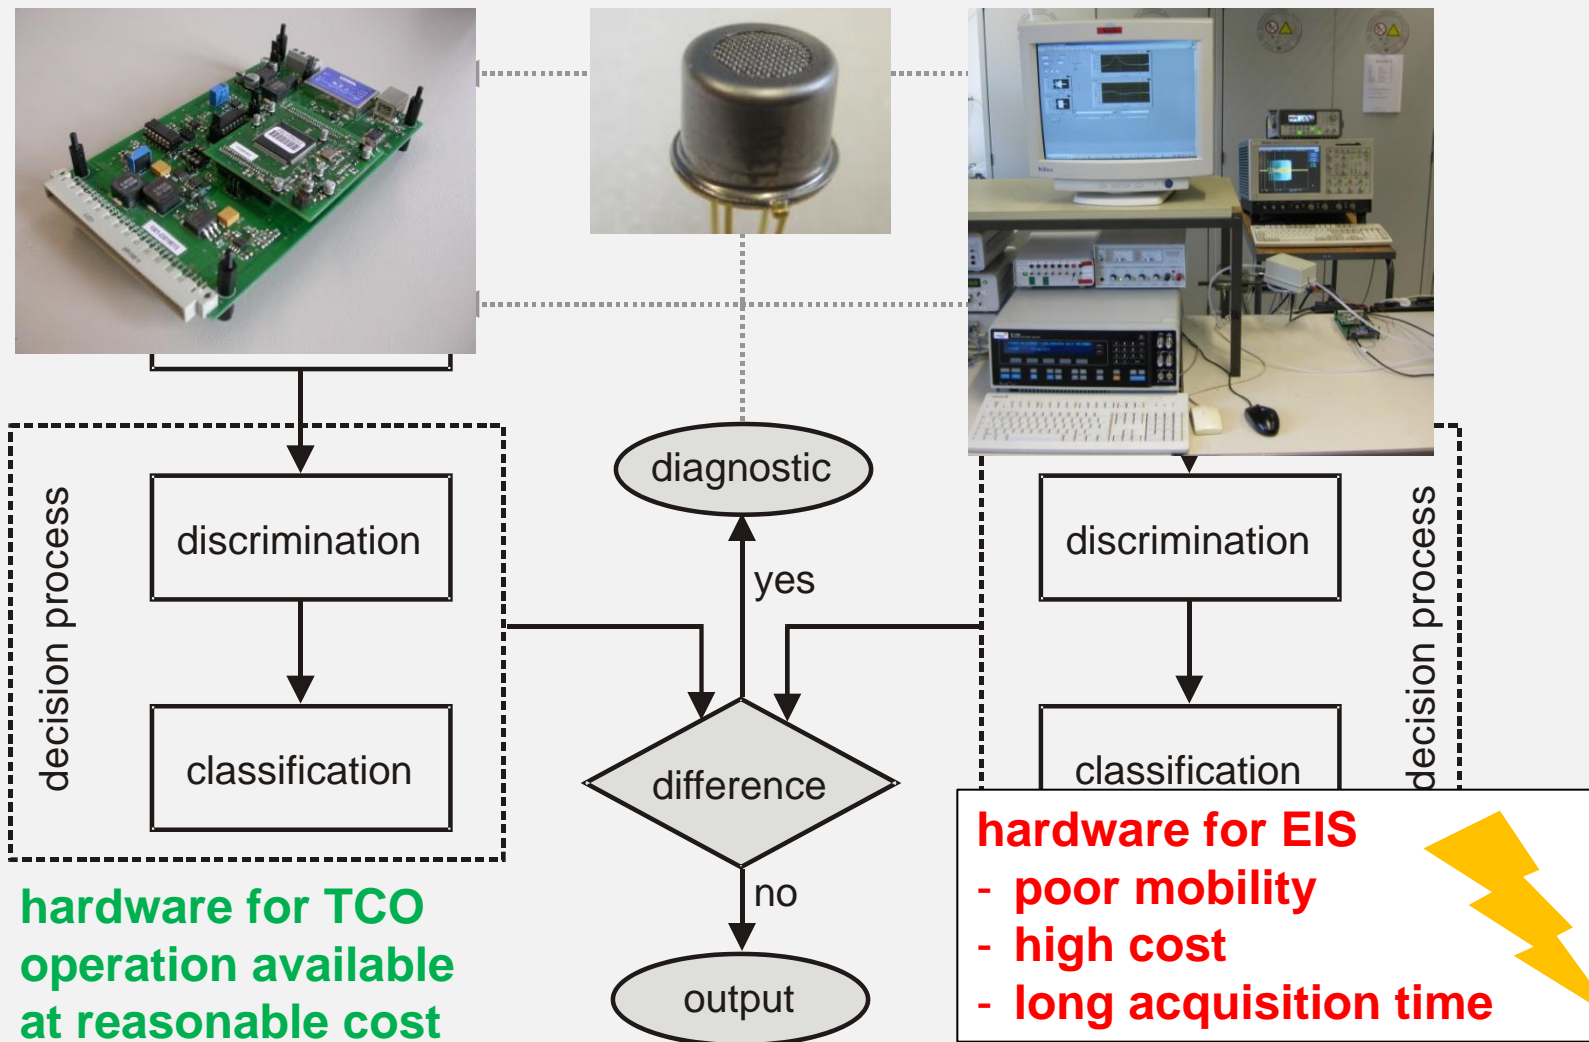 diagnostic
decision process
discrimination
yes
discrimination
decision process
classification
difference
classification
hardware for TCO
operation available
at reasonable cost
no
output
hardware for EIS
- poor mobility
- high cost
- long acquisition time